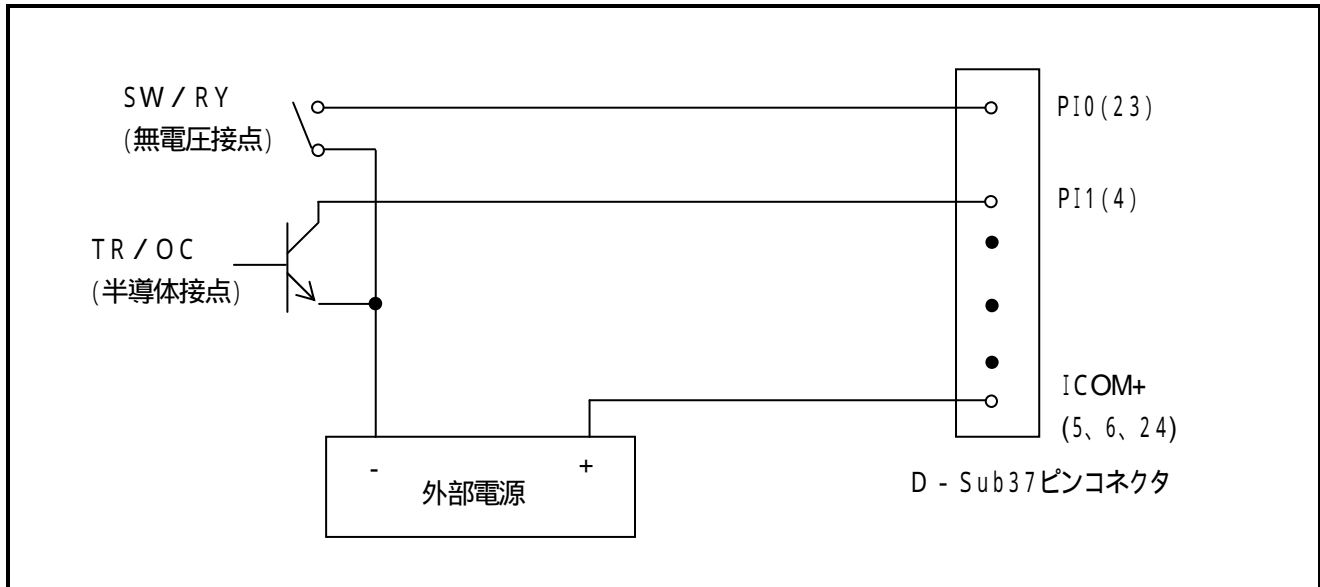 SW/RY
(無電圧接点)
PI0(23)
PI1(4)
TR/OC
(半導体接点)
ICOM+
(5、6、24)
- +
外部電源
D-Sub37ピンコネクタ